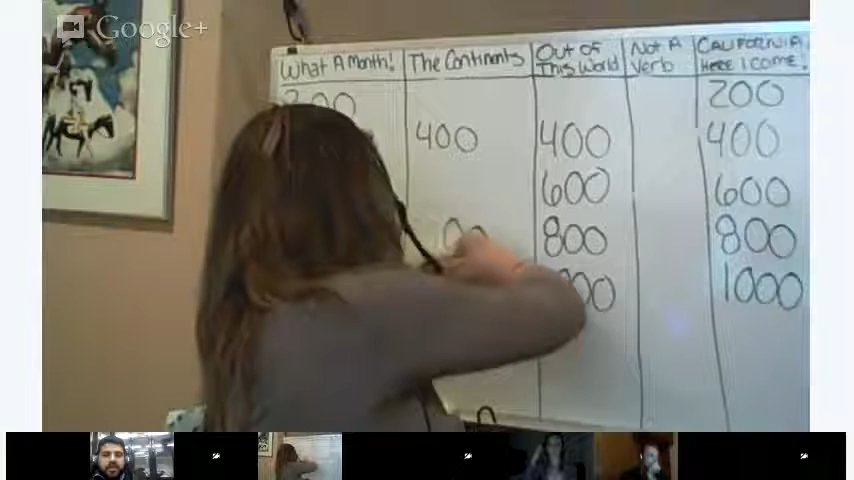 Google+
What A Month!
The Continents
Out of
This World
Not A
Verb
CALIFORNIA
HERE I COME!
200
200
400
400
400
600
600
800
800
1000